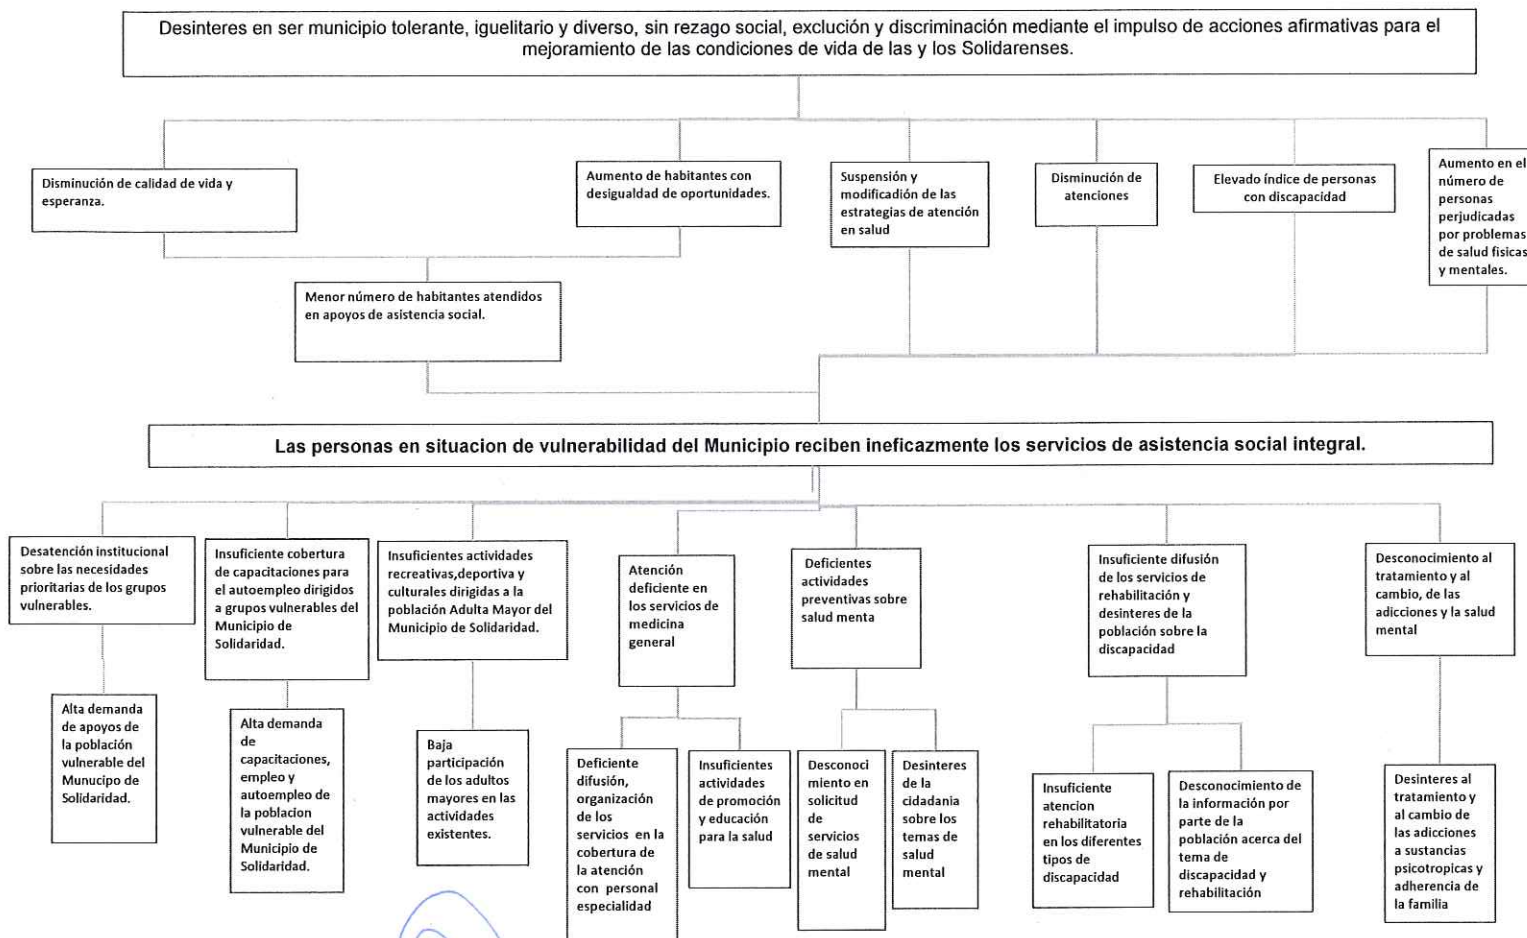 Desinteres en ser municipio tolerante, iguelitario y diverso, sin rezago social, exclución y discriminación mediante el impulso de acciones afirmativas para el
mejoramiento de las condiciones de vida de las y los Solidarenses.
Disminución de calidad de vida y
esperanza.
Aumento de habitantes con
desigualdad de oportunidades.
Suspensión y
modificadión de las
estrategias de atención
en salud
Disminución de
atenciones
Elevado índice de personas
con discapacidad
Aumento en el
número de
personas
perjudicadas
por problemas
de salud fisicas
y mentales.
Menor número de habitantes atendidos
en apoyos de asistencia social.
Las personas en situacion de vulnerabilidad del Municipio reciben ineficazmente los servicios de asistencia social integral.
Desatención institucional
sobre las necesidades
prioritarias de los grupos
vulnerables.
Insuficiente cobertura
de capacitaciones para
el autoempleo dirigidos
a grupos vulnerables del
Municipio de
Solidaridad.
Insuficientes actividades
recreativas,deportiva y
culturales dirigidas a la
población Adulta Mayor del
Municipio de Solidaridad.
Atención
deficiente en
los servicios de
medicina
general
Deficientes
actividades
preventivas sobre
salud menta
Insuficiente difusión
de los servicios de
rehabilitación y
desinteres de la
población sobre la
discapacidad
Desconocimiento al
tratamiento y al
cambio, de las
adicciones y la salud
mental
Alta demanda
de apoyos de
la población
vulnerable del
Munucipo de
Solidaridad.
Alta demanda
de
capacitaciones,
empleo y
autoempleo de
la poblacion
vulnerable del
Municipio de
Solidaridad.
Baja
participación
de los adultos
mayores en las
actividades
existentes.
Deficiente
difusión,
organización
de los
servicios en la
cobertura de
la atención
con personal
especialidad
Insuficientes
actividades
de promoción
y educación
para la salud
Desconoci
miento en
solicitud
de
servicios
de salud
mental
Desinteres
de la
cidadania
sobre los
temas de
salud
mental
Insuficiente
atencion
rehabilitatoria
en los diferentes
tipos de
discapacidad
Desconocimiento de
la información por
parte de la
población acerca del
tema de
discapacidad y
rehabilitación
Desinteres al
tratamiento y
al cambio de
las adicciones
a sustancias
psicotropicas y
adherencia de
la familia